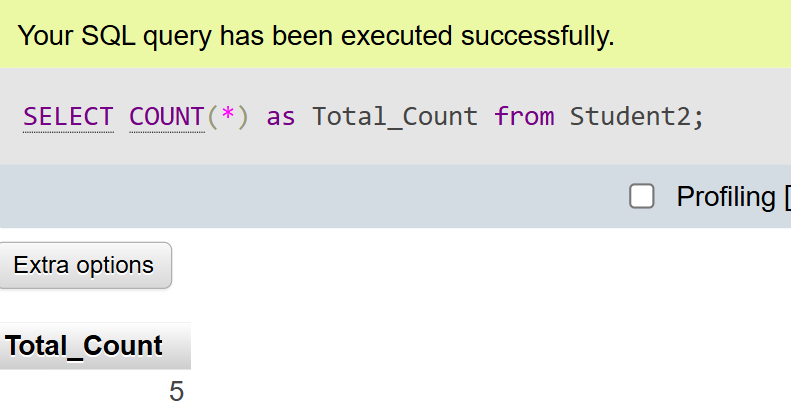 Your SQL query has been executed successfully.
SELECT COUNT(*) as Total_Count from Student2;
Profiling [
Extra options
Total_Count
5